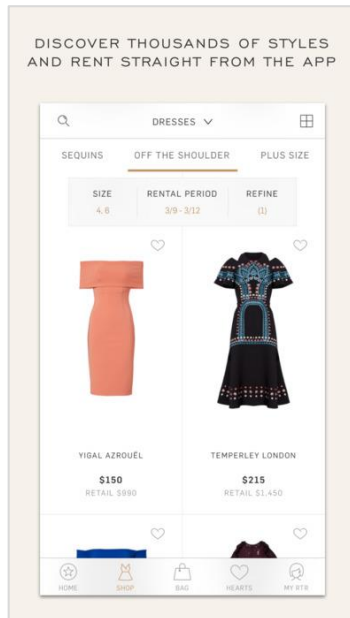 DISCOVER THOUSANDS OF STYLES
AND RENT STRAIGHT FROM THE APP
DRESSES
SEQUINS OFF THE SHOULDER PLUS SIZE
SIZE RENTAL PERIOD REFINE
4, 6 3/9 - 3/12 (1)
YIGAL AZROUËL TEMPERLEY LONDON
$150 $215
RETAIL $990 RETAIL $1,450
HOME SHOP BAG HEARTS MY RTR